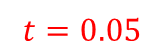 t = 0.05